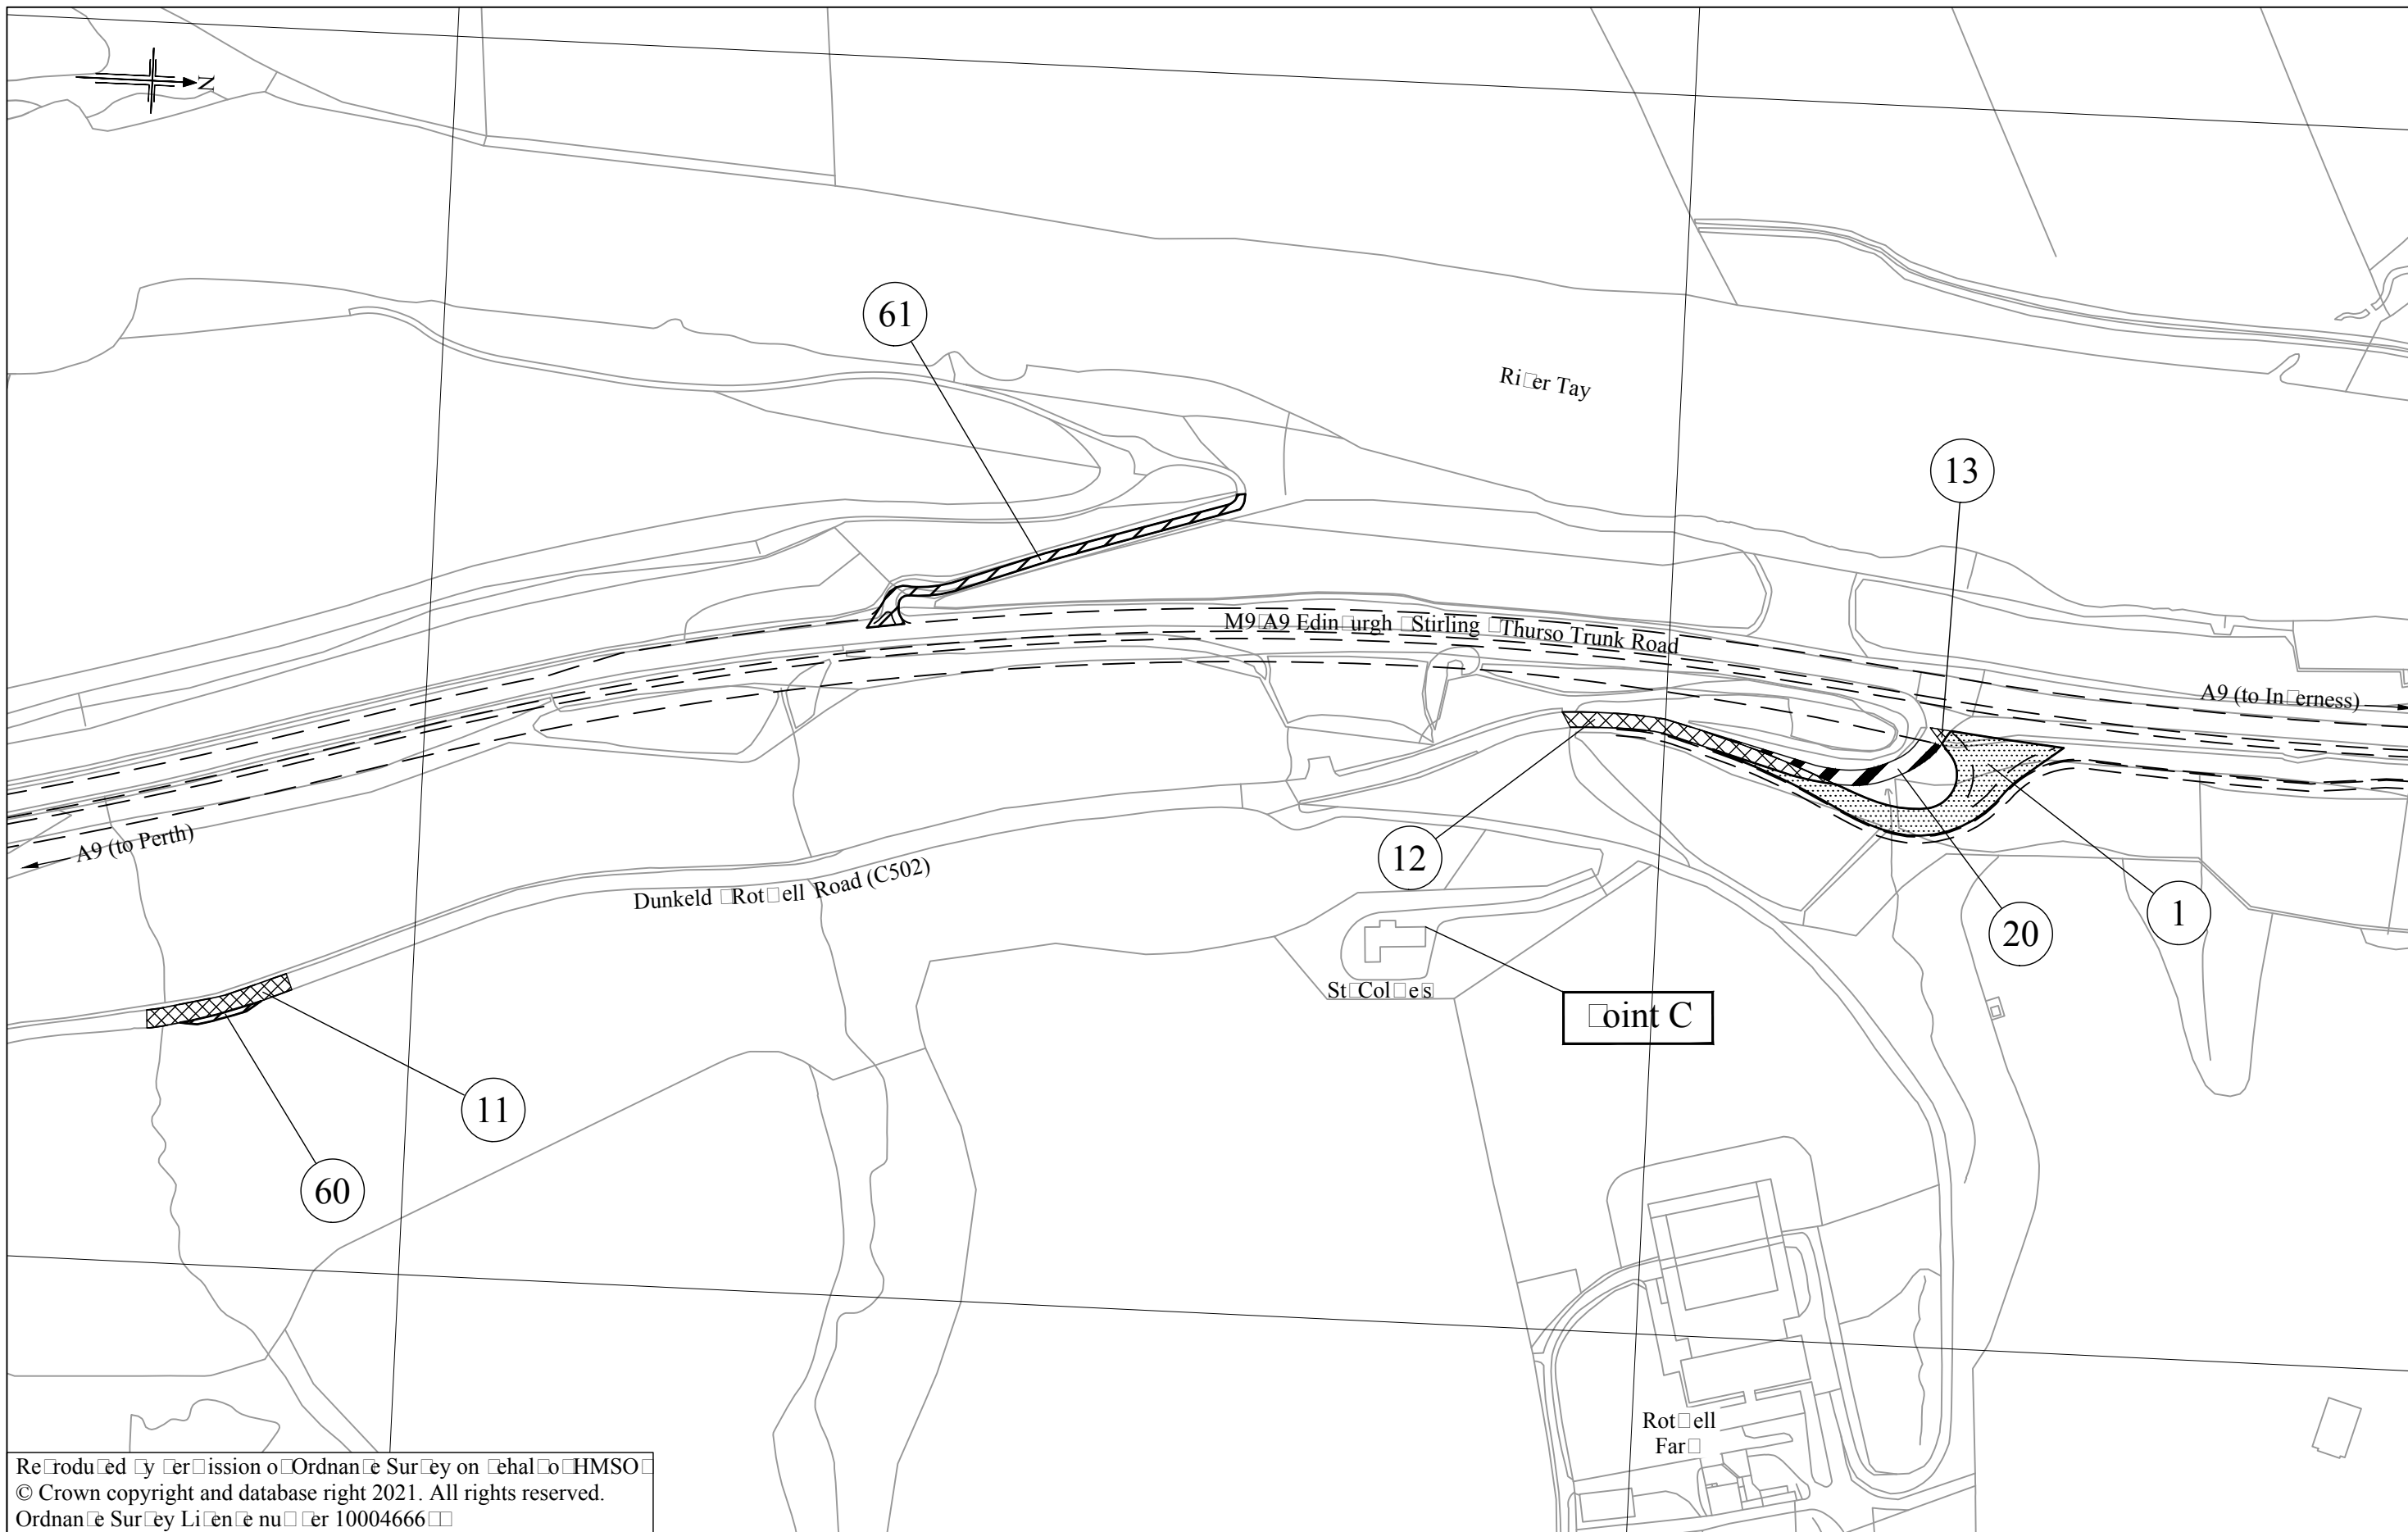 N
61
River Tay
13
M9/A9 Edinburgh - Stirling - Thurso Trunk Road
A9 (to Inverness)
A9 (to Perth)
12
Dunkeld - Rotmell Road (C502)
1
20
St Colmes
Point C
11
60
Rotmell
Farm
Reproduced by permission of Ordnance Survey on behalf of HMSO.
© Crown copyright and database right 2021. All rights reserved.
Ordnance Survey Licence number 10004666